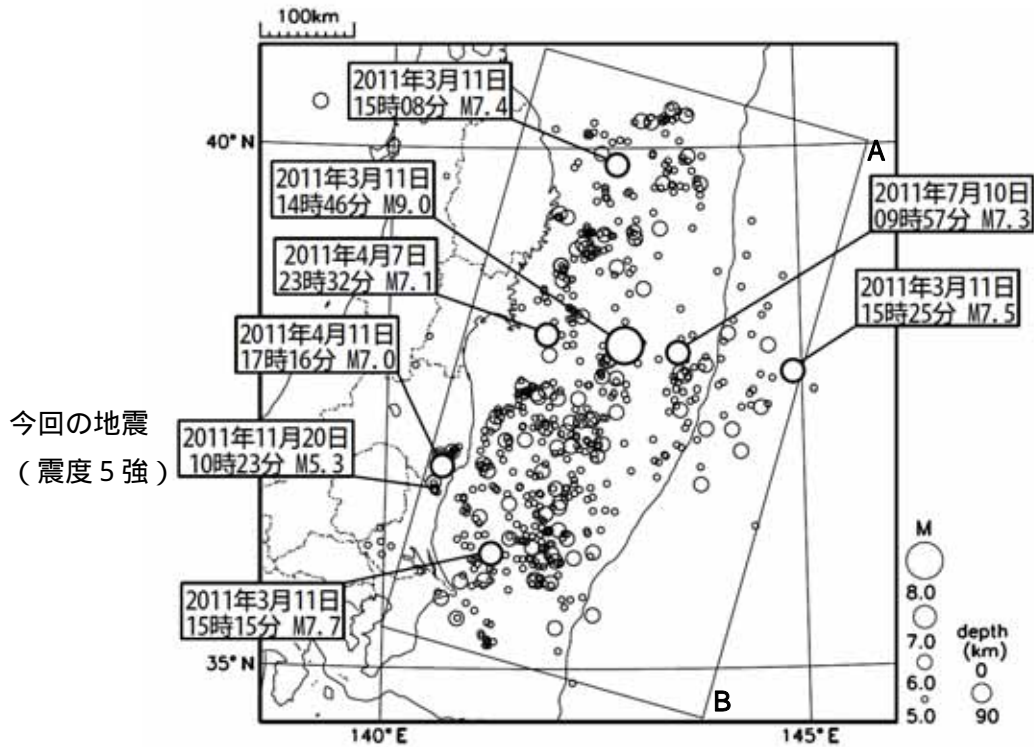 100km
2011年3月11日
15時08分 M7.4
40°N
A
2011年3月11日
14時46分 M9.0
2011年7月10日
09時57分 M7.3
2011年4月7日
23時32分 M7.1
2011年3月11日
15時25分 M7.5
2011年4月11日
17時16分 M7.0
今回の地震
（震度５強）
2011年11月20日
10時23分 M5.3
2011年3月11日
15時15分 M7.7
M
8.0
7.0
6.0
5.0
depth
(km)
0
90
35°N
B
140°E
145°E